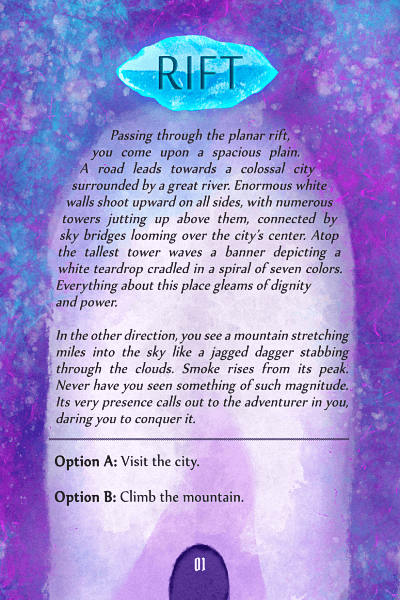 RIFT
Passing through the planar rift,
you come upon a spacious plain.
A road leads towards a colossal city
surrounded by a great river. Enormous white
walls shoot upward on all sides, with numerous
towers jutting up above them, connected by
sky bridges looming over the city's center. Atop
the tallest tower waves a banner depicting a
white teardrop cradled in a spiral of seven colors.
Everything about this place gleams of dignity
and power.
In the other direction, you see a mountain stretching
miles into the sky like a jagged dagger stabbing
through the clouds. Smoke rises from its peak.
Never have you seen something of such magnitude.
Its very presence calls out to the adventurer in you,
daring you to conquer it.
Option A: Visit the city.
Option B: Climb the mountain.
01